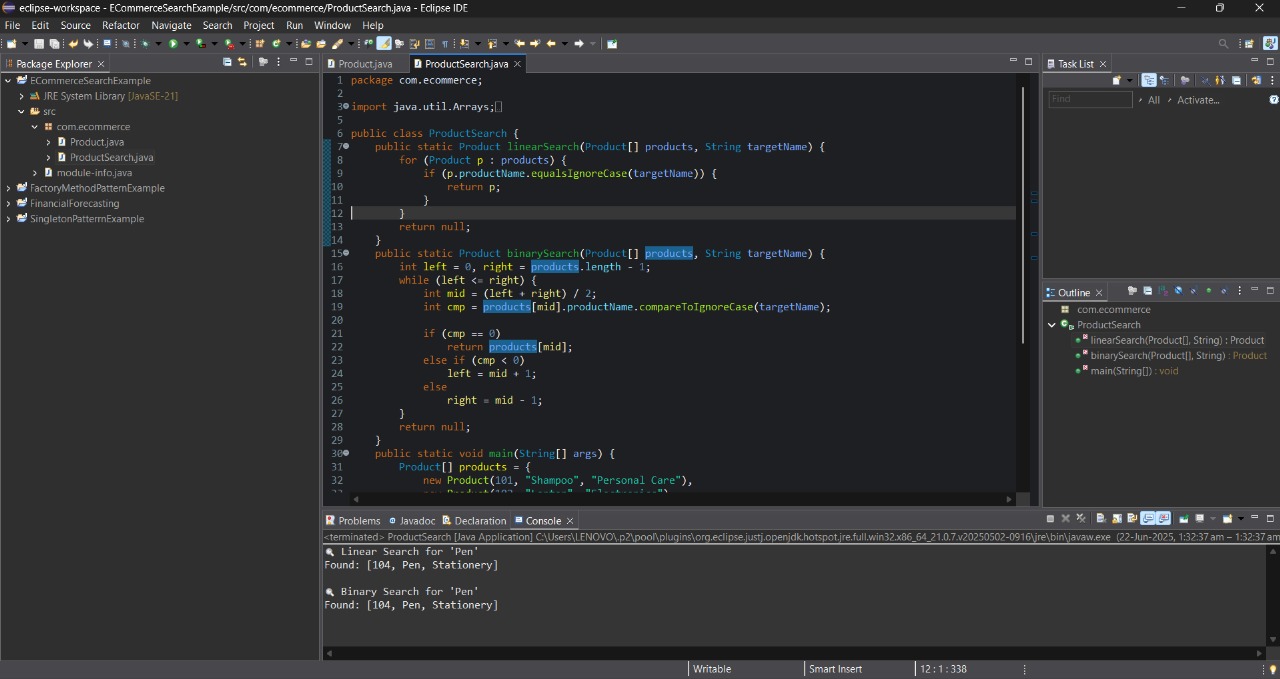 eclipse-workspace - ECommerceSearchExample/src/com/ecommerce/ProductSearch.java - Eclipse IDE
File Edit Source Refactor Navigate Search Project Run Window Help
Package Explorer
ECommerceSearchExample
JRE System Library [JavaSE-21]
src
com.ecommerce
Product.java
ProductSearch.java
module-info.java
FactoryMethodPatternExample
FinancialForecasting
SingletonPatternExample
Product.java ProductSearch.java
1 package com.ecommerce;
2
3 import java.util.Arrays;
5
6 public class ProductSearch {
7 public static Product linearSearch(Product[] products, String targetName) {
8 for (Product p : products) {
9 if (p.productName.equalsIgnoreCase(targetName)) {
10 return p;
11 }
12 }
13 return null;
14 }
15 public static Product binarySearch(Product[] products, String targetName) {
16 int left = 0, right = products.length - 1;
17 while (left <= right) {
18 int mid = (left + right) / 2;
19 int cmp = products[mid].productName.compareToIgnoreCase(targetName);
20
21 if (cmp == 0)
22 return products[mid];
23 else if (cmp < 0)
24 left = mid + 1;
25 else
26 right = mid - 1;
27 }
28 return null;
29 }
30 public static void main(String[] args) {
31 Product[] products = {
32 new Product(101, "Shampoo", "Personal Care"),
Task List
Find All Activate...
Outline
com.ecommerce
ProductSearch
linearSearch(Product[], String) : Product
binarySearch(Product[], String) : Product
main(String[]) : void
Problems Javadoc Declaration Console
<terminated> ProductSearch [Java Application] C:\Users\LENOVO\.p2\pool\plugins\org.eclipse.justj.openjdk.hotspot.jre.full.win32.x86_64_21.0.7.v20250502-0916\jre\bin\javaw.exe (22-Jun-2025, 1:32:37 am – 1:32:37 am
Linear Search for 'Pen'
Found: [104, Pen, Stationery]
Binary Search for 'Pen'
Found: [104, Pen, Stationery]
Writable Smart Insert 12 : 1 : 338